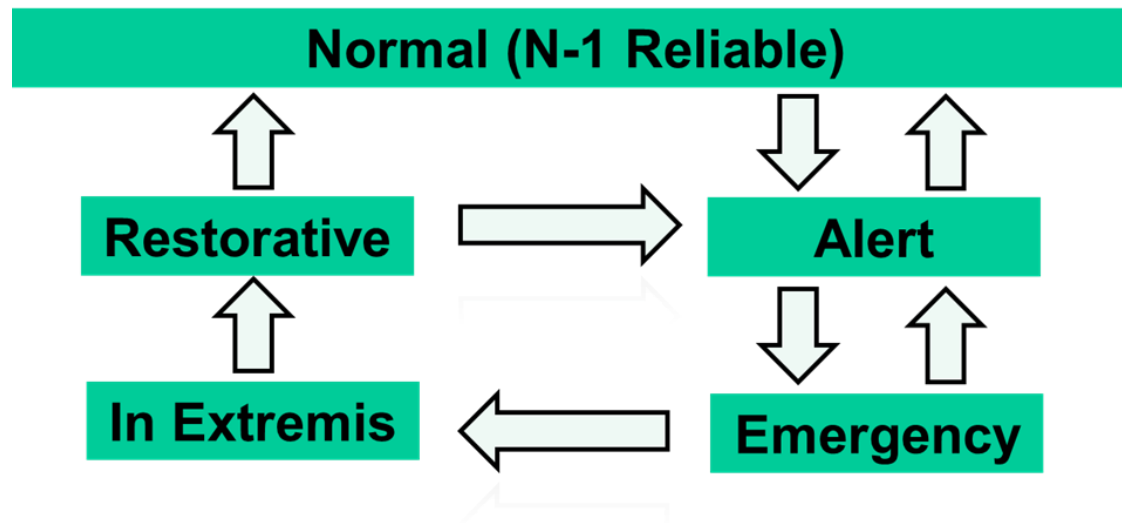 Normal (N-1 Reliable)
Restorative
Alert
In Extremis
Emergency